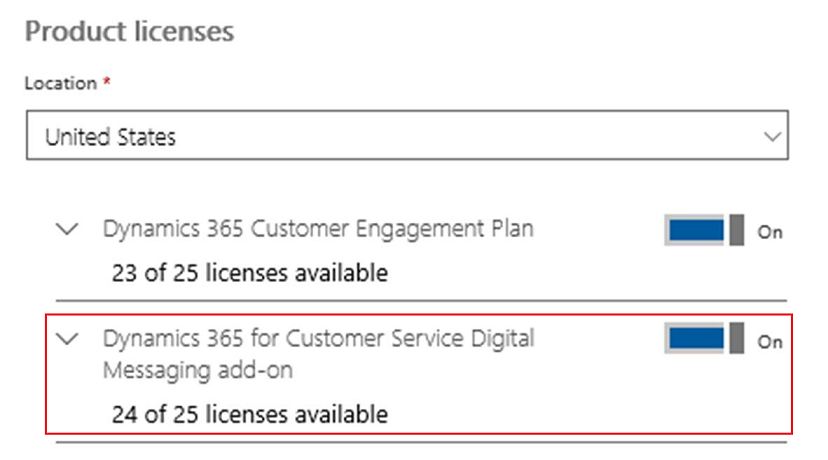 Product licenses
Location *
United States
Dynamics 365 Customer Engagement Plan
On
23 of 25 licenses available
Dynamics 365 for Customer Service Digital
On
Messaging add-on
24 of 25 licenses available